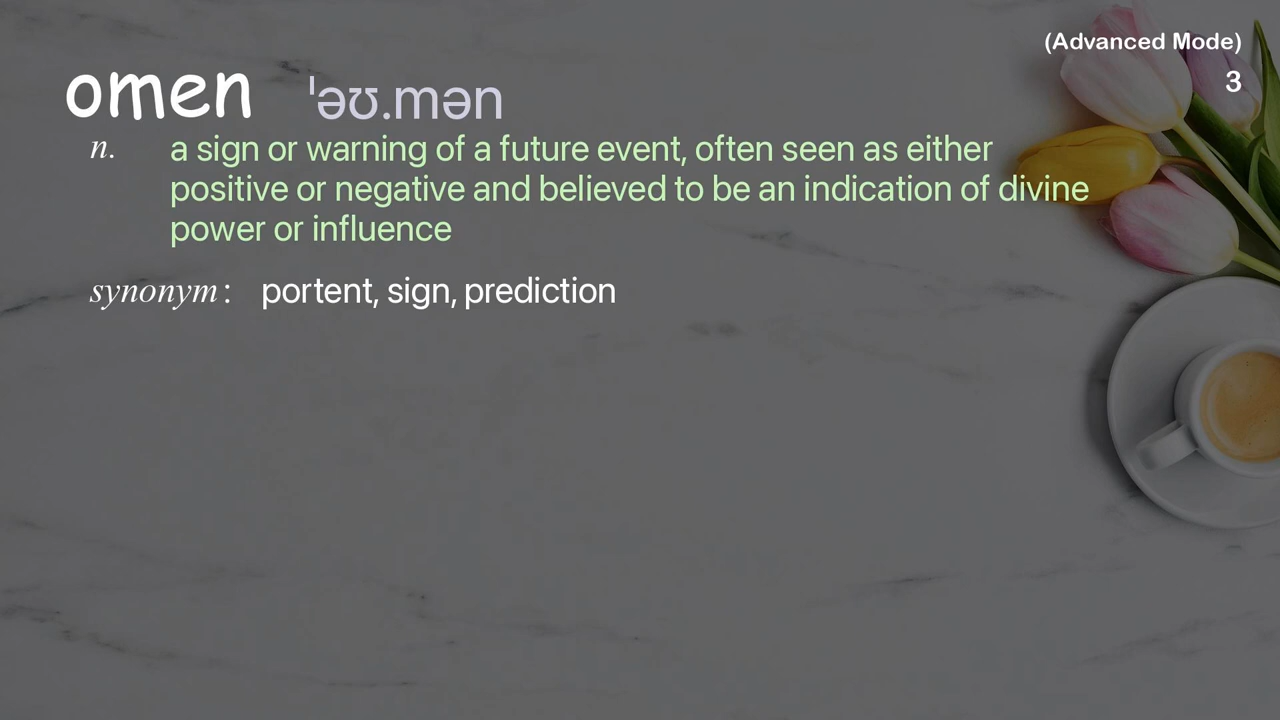 (Advanced Mode)
3
omen ˈəʊ.mən
n. a sign or warning of a future event, often seen as either
positive or negative and believed to be an indication of divine
power or influence
synonym: portent, sign, prediction